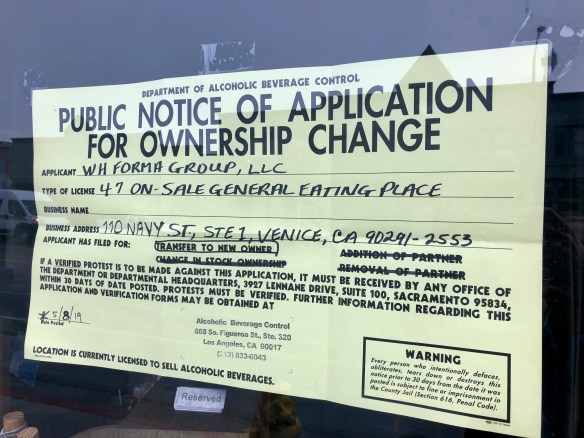 DEPARTMENT OF ALCOHOLIC BEVERAGE CONTROL
PUBLIC NOTICE OF APPLICATION
FOR OWNERSHIP CHANGE
APPLICANT WH FORMA GROUP, LLC
TYPE OF LICENSE 47 ON-SALE GENERAL EATING PLACE
BUSINESS NAME
BUSINESS ADDRESS 110 NAVY ST, STE 1, VENICE, CA 90291-2553
APPLICANT HAS FILED FOR: TRANSFER TO NEW OWNER ADDITION OF PARTNER
CHANGE IN STOCK OWNERSHIP REMOVAL OF PARTNER
IF A VERIFIED PROTEST IS TO BE MADE AGAINST THIS APPLICATION, IT MUST BE RECEIVED BY ANY OFFICE OF
THE DEPARTMENT OR DEPARTMENTAL HEADQUARTERS, 3927 LENNANE DRIVE, SUITE 100, SACRAMENTO 95834,
WITHIN 30 DAYS OF DATE POSTED. PROTESTS MUST BE VERIFIED. FURTHER INFORMATION REGARDING THIS
APPLICATION AND VERIFICATION FORMS MAY BE OBTAINED AT
5/8/19
Date Posted
Alcoholic Beverage Control
888 So. Figueroa St., Ste. 320
Los Angeles, CA 90017
(213) 833-6043
LOCATION IS CURRENTLY LICENSED TO SELL ALCOHOLIC BEVERAGES.
WARNING
Every person who intentionally defaces,
obliterates, tears down or destroys this
notice prior to 30 days from the date it was
posted is subject to fine or imprisonment in
the County Jail (Section 616, Penal Code).
Reserved